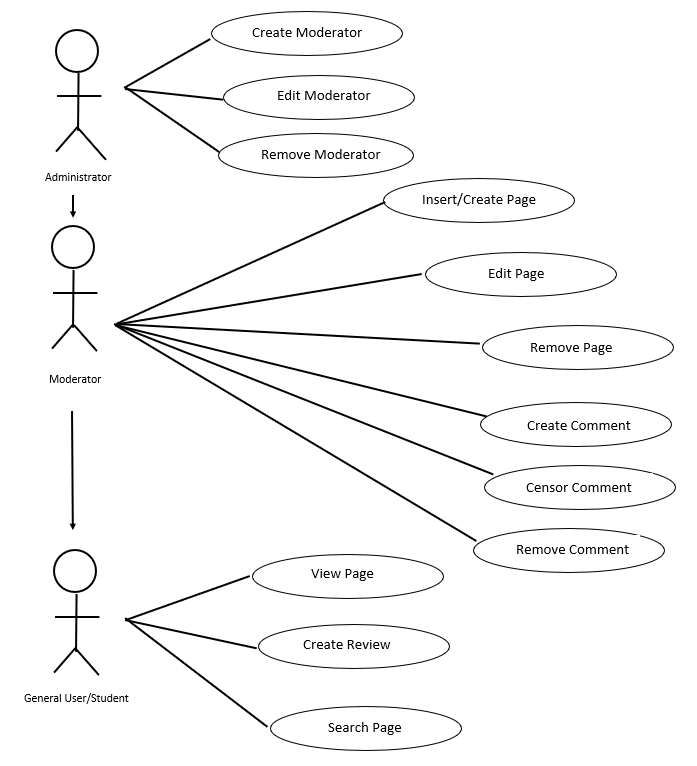 Create Moderator
Edit Moderator
Remove Moderator
Administrator
Insert/Create Page
Edit Page
Remove Page
Moderator
Create Comment
Censor Comment
Remove Comment
View Page
Create Review
General User/Student
Search Page